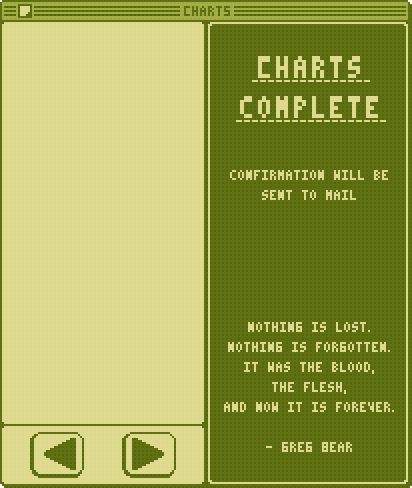 CHARTS
CHARTS
COMPLETE
CONFIRMATION WILL BE
SENT TO MAIL
NOTHING IS LOST.
NOTHING IS FORGOTTEN.
IT WAS THE BLOOD,
THE FLESH,
AND NOW IT IS FOREVER.
- GREG BEAR